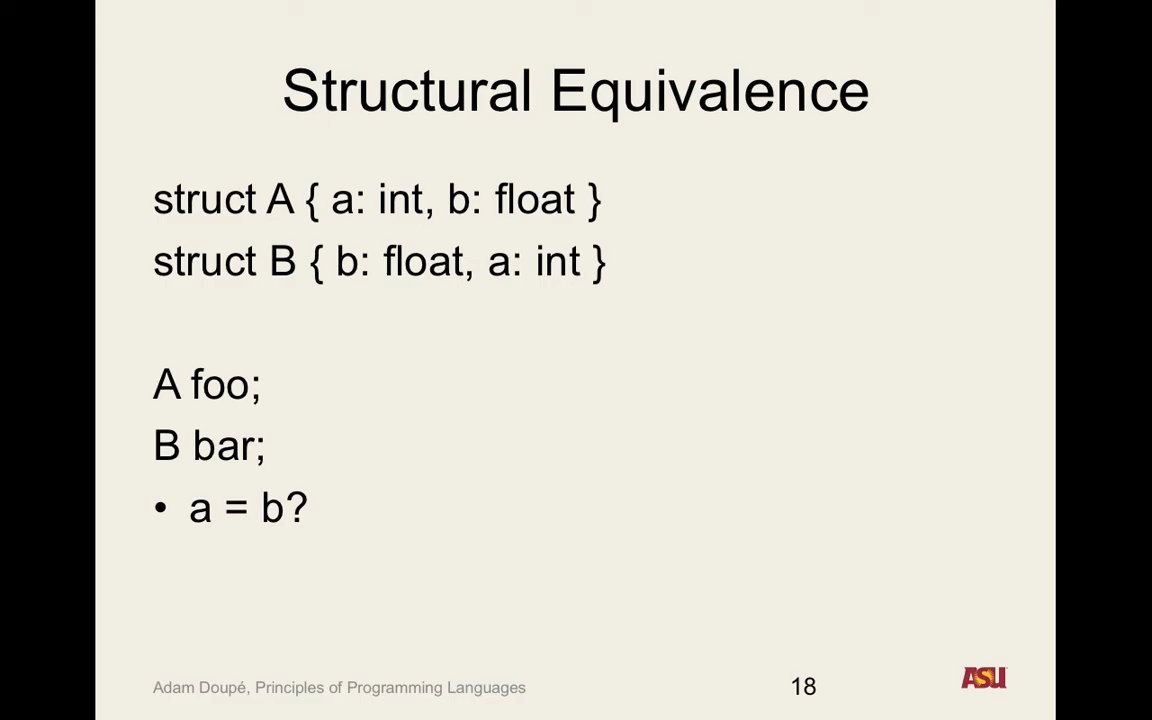 Structural Equivalence
struct A { a: int, b: float }
struct B { b: float, a: int }
A foo;
B bar;
• a = b?
Adam Doupé, Principles of Programming Languages
18
ASU